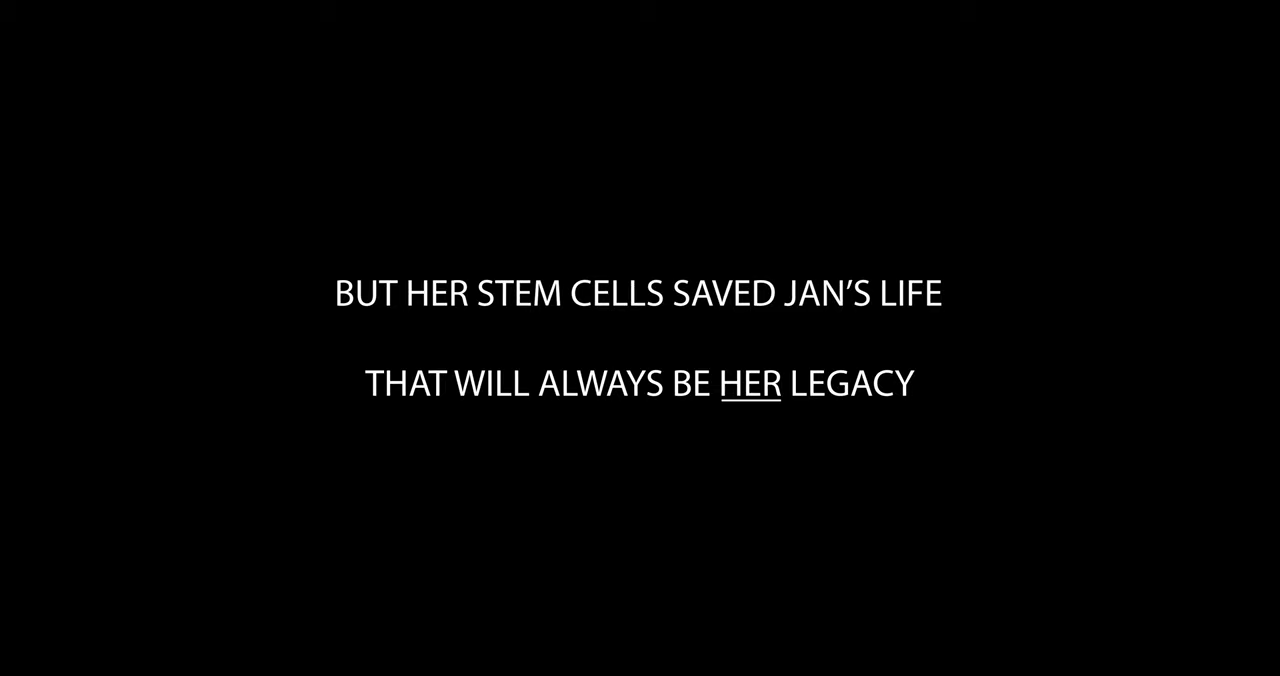 BUT HER STEM CELLS SAVED JAN’S LIFE
THAT WILL ALWAYS BE HER LEGACY